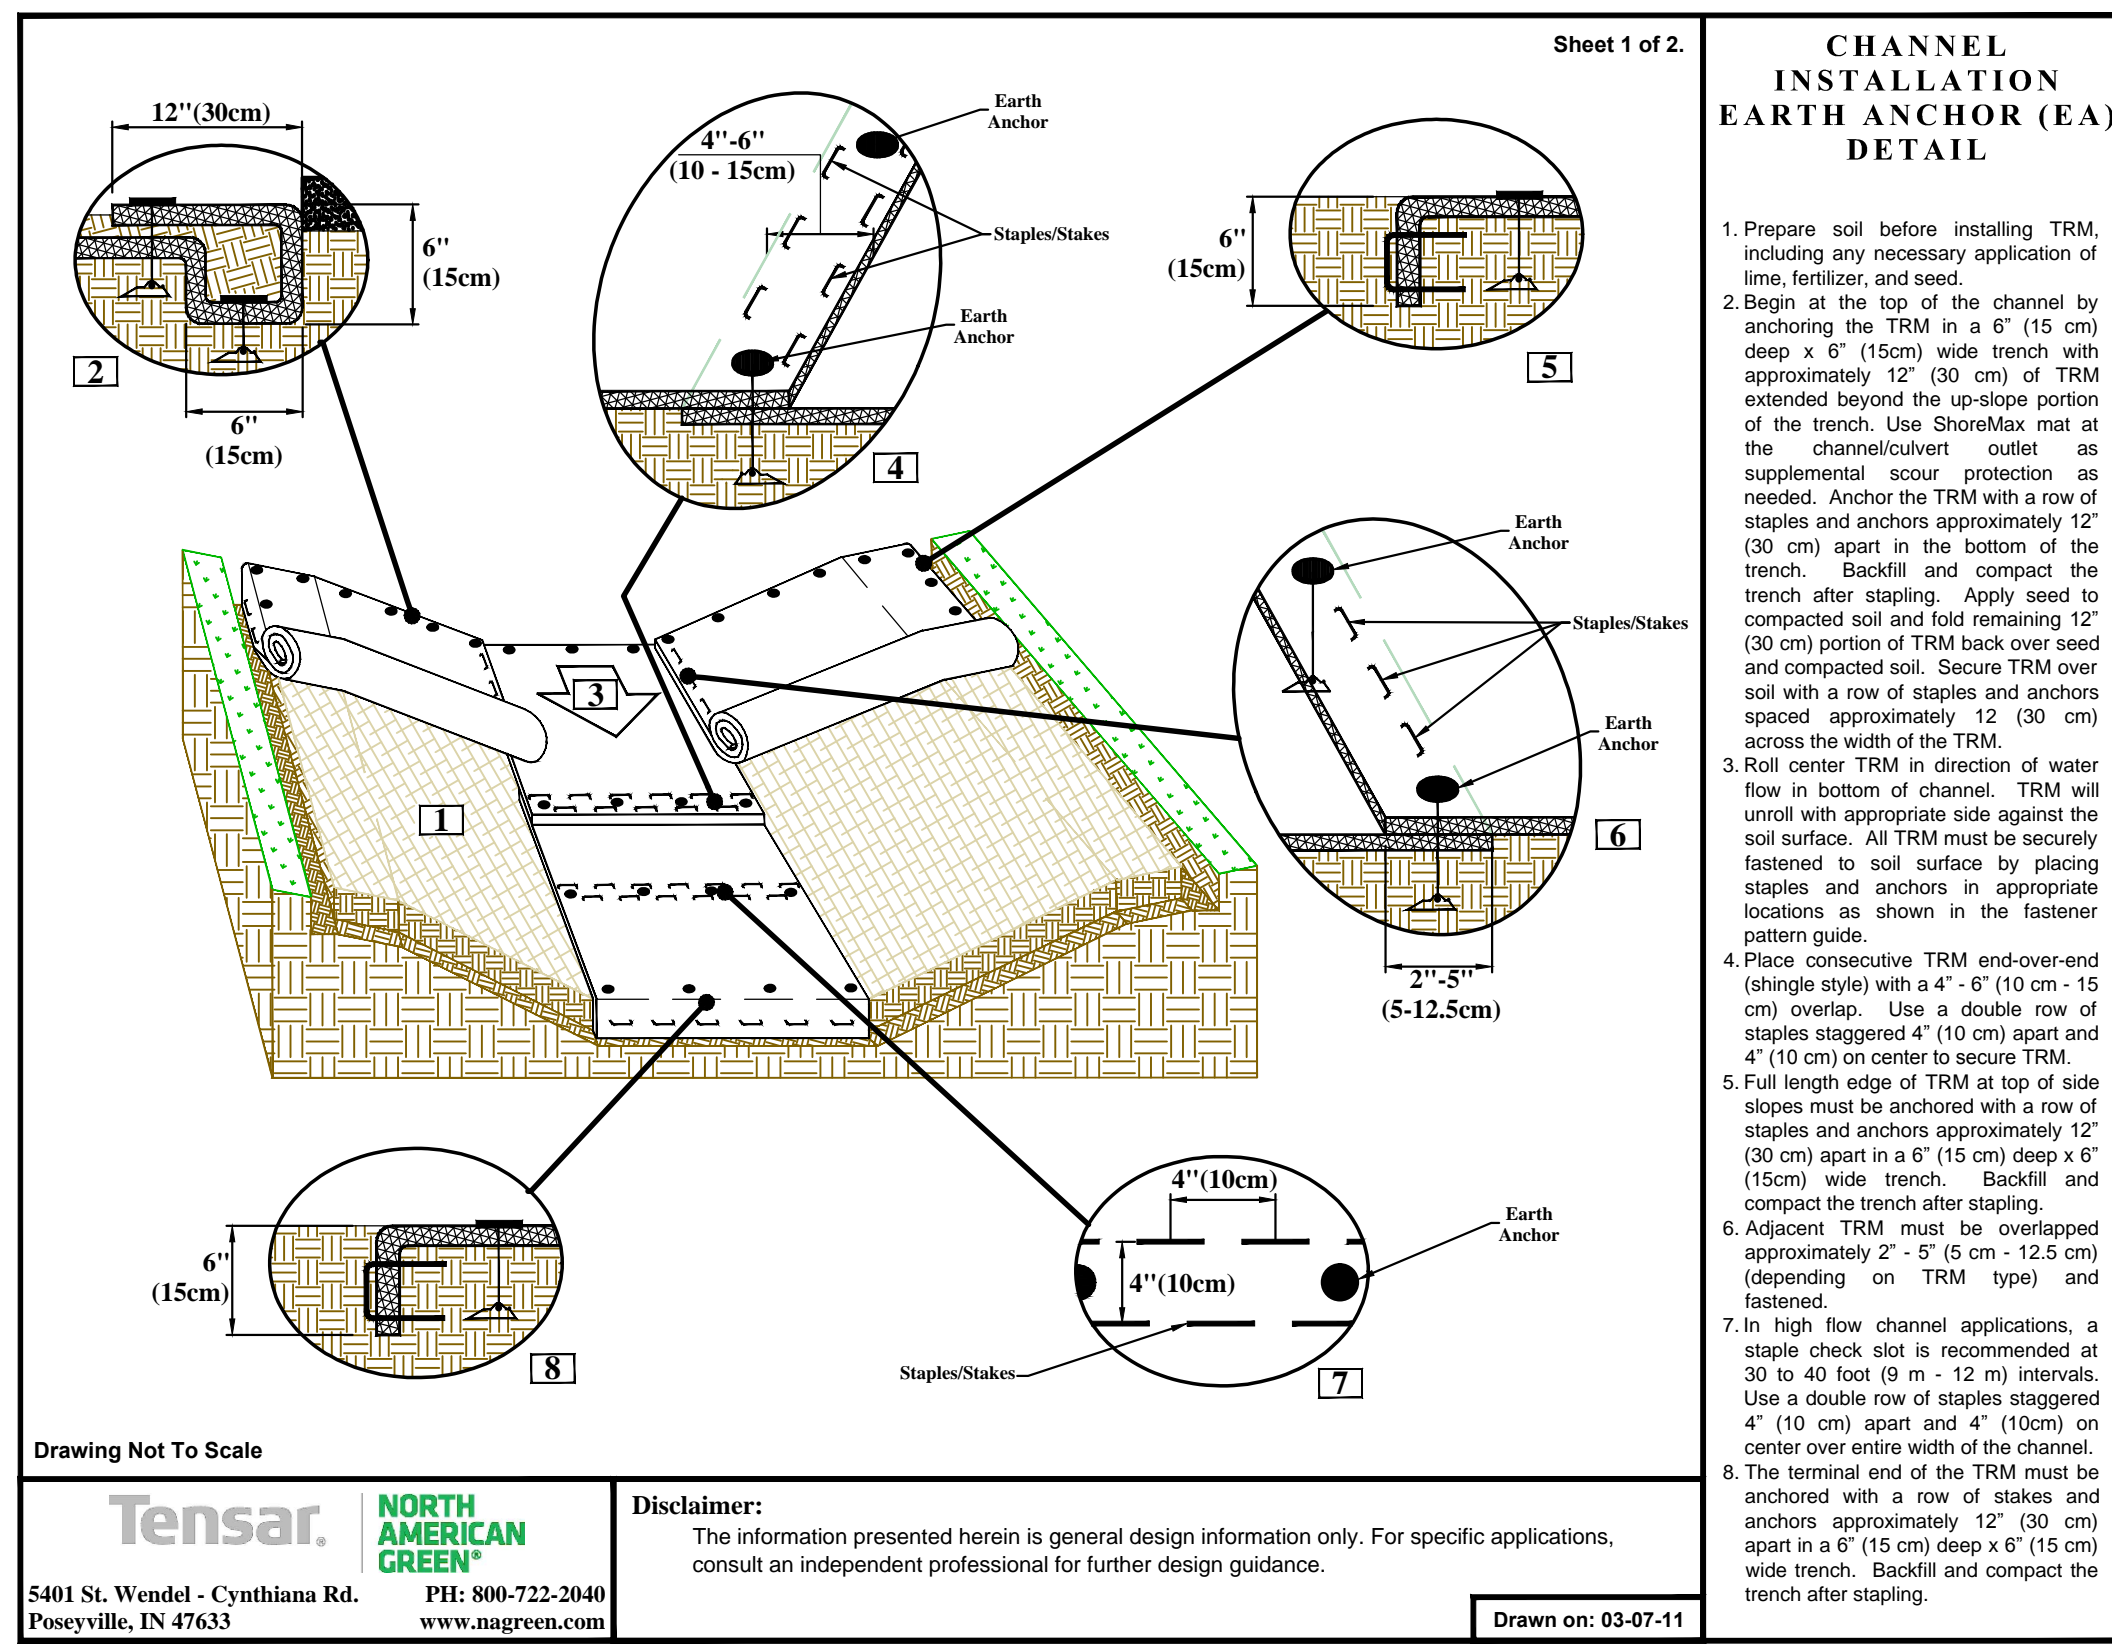 Sheet 1 of 2.
12"(30cm)
6"
(15cm)
2
6"
(15cm)
4"-6"
(10 - 15cm)
Earth
Anchor
Staples/Stakes
Earth
Anchor
4
6"
(15cm)
5
Earth
Anchor
Staples/Stakes
Earth
Anchor
6
2"-5"
(5-12.5cm)
3
1
6"
(15cm)
8
4"(10cm)
4"(10cm)
Earth
Anchor
Staples/Stakes
7
Drawing Not To Scale
Tensar®
NORTH
AMERICAN
GREEN®
5401 St. Wendel - Cynthiana Rd.
Poseyville, IN 47633
PH: 800-722-2040
www.nagreen.com
Disclaimer:
The information presented herein is general design information only. For specific applications,
consult an independent professional for further design guidance.
Drawn on: 03-07-11
CHANNEL
INSTALLATION
EARTH ANCHOR (EA)
DETAIL
1. Prepare soil before installing TRM,
including any necessary application of
lime, fertilizer, and seed.
2. Begin at the top of the channel by
anchoring the TRM in a 6” (15 cm)
deep x 6” (15cm) wide trench with
approximately 12” (30 cm) of TRM
extended beyond the up-slope portion
of the trench. Use ShoreMax mat at
the channel/culvert outlet as
supplemental scour protection as
needed. Anchor the TRM with a row of
staples and anchors approximately 12”
(30 cm) apart in the bottom of the
trench. Backfill and compact the
trench after stapling. Apply seed to
compacted soil and fold remaining 12”
(30 cm) portion of TRM back over seed
and compacted soil. Secure TRM over
soil with a row of staples and anchors
spaced approximately 12 (30 cm)
across the width of the TRM.
3. Roll center TRM in direction of water
flow in bottom of channel. TRM will
unroll with appropriate side against the
soil surface. All TRM must be securely
fastened to soil surface by placing
staples and anchors in appropriate
locations as shown in the fastener
pattern guide.
4. Place consecutive TRM end-over-end
(shingle style) with a 4” - 6” (10 cm - 15
cm) overlap. Use a double row of
staples staggered 4” (10 cm) apart and
4” (10 cm) on center to secure TRM.
5. Full length edge of TRM at top of side
slopes must be anchored with a row of
staples and anchors approximately 12”
(30 cm) apart in a 6” (15 cm) deep x 6”
(15cm) wide trench. Backfill and
compact the trench after stapling.
6. Adjacent TRM must be overlapped
approximately 2” - 5” (5 cm - 12.5 cm)
(depending on TRM type) and
fastened.
7. In high flow channel applications, a
staple check slot is recommended at
30 to 40 foot (9 m - 12 m) intervals.
Use a double row of staples staggered
4” (10 cm) apart and 4” (10cm) on
center over entire width of the channel.
8. The terminal end of the TRM must be
anchored with a row of stakes and
anchors approximately 12” (30 cm)
apart in a 6” (15 cm) deep x 6” (15 cm)
wide trench. Backfill and compact the
trench after stapling.